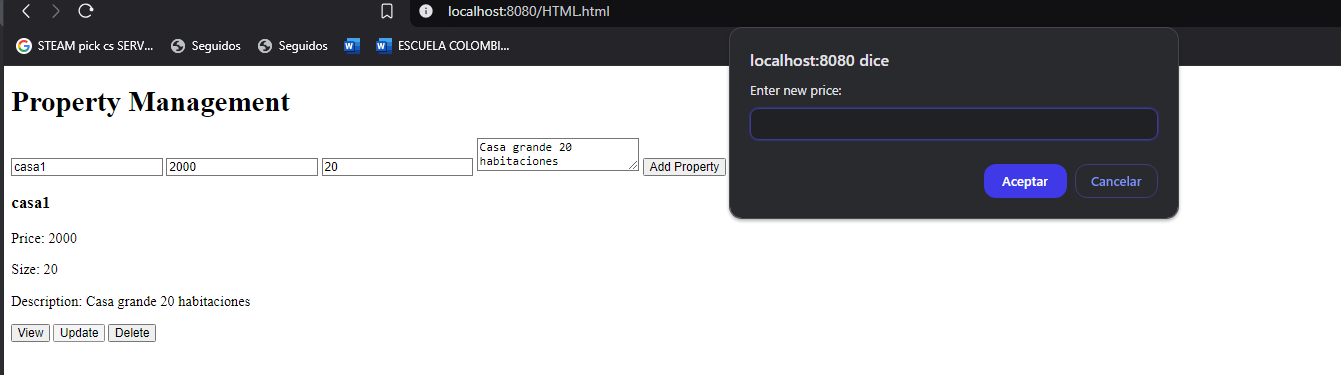 localhost:8080/HTML.html
STEAM pick cs SERV... Seguidos Seguidos ESCUELA COLOMBI...
localhost:8080 dice
Enter new price:
Aceptar Cancelar
Property Management
casa1 2000 20 Casa grande 20
habitaciones Add Property
casa1
Price: 2000
Size: 20
Description: Casa grande 20 habitaciones
View Update Delete